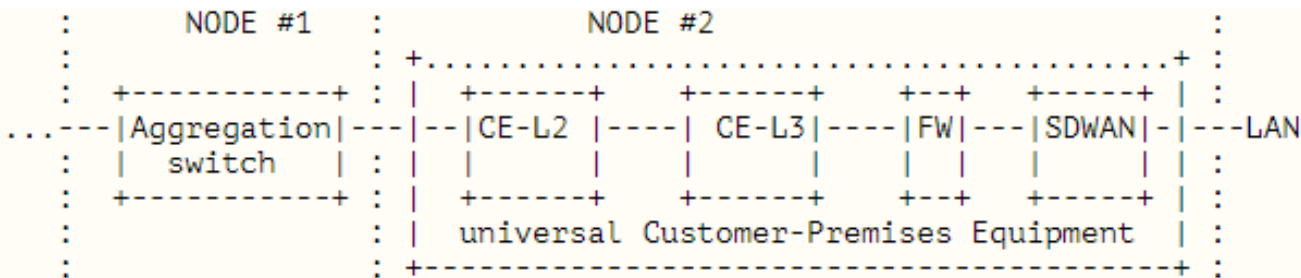 :       NODE #1   :            NODE #2                            :
:                 : +..........................................+ :
:  +-----------+ : |  +------+    +------+    +--+   +-----+ | :
...---|Aggregation|---|--|CE-L2 |----| CE-L3|----|FW|---|SDWAN|-|---LAN
:  |  switch   | : |  |      |    |      |    |  |   |     | | :
:  +-----------+ : |  +------+    +------+    +--+   +-----+ | :
:                 : |  universal Customer-Premises Equipment  | :
:                 : +------------------------------------------+ :